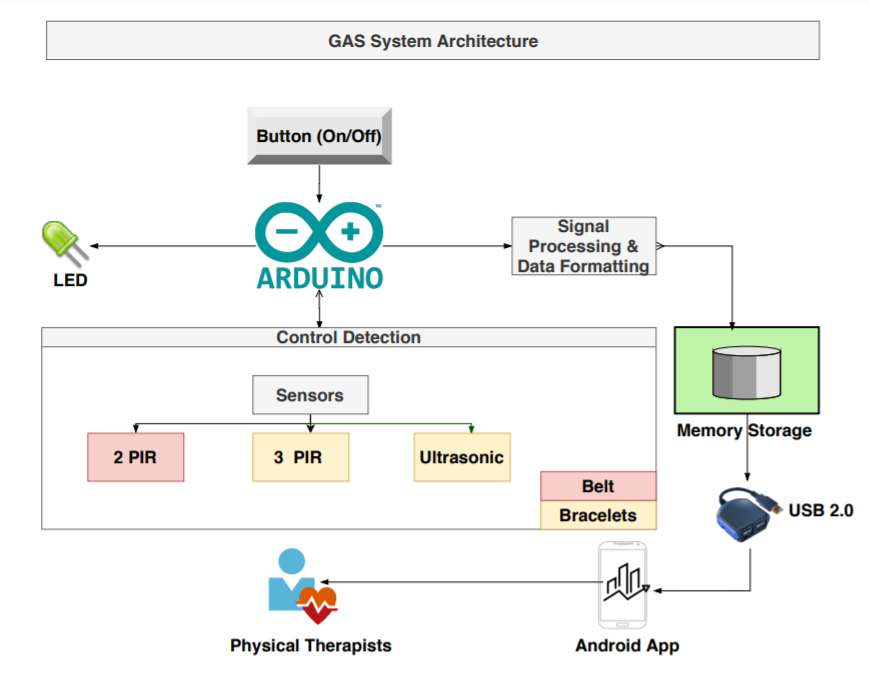 GAS System Architecture
Button (On/Off)
ARDUINO
™
LED
Signal
Processing &
Data Formatting
Control Detection
Sensors
2 PIR
3 PIR
Ultrasonic
Belt
Bracelets
Memory Storage
USB 2.0
Physical Therapists
Android App